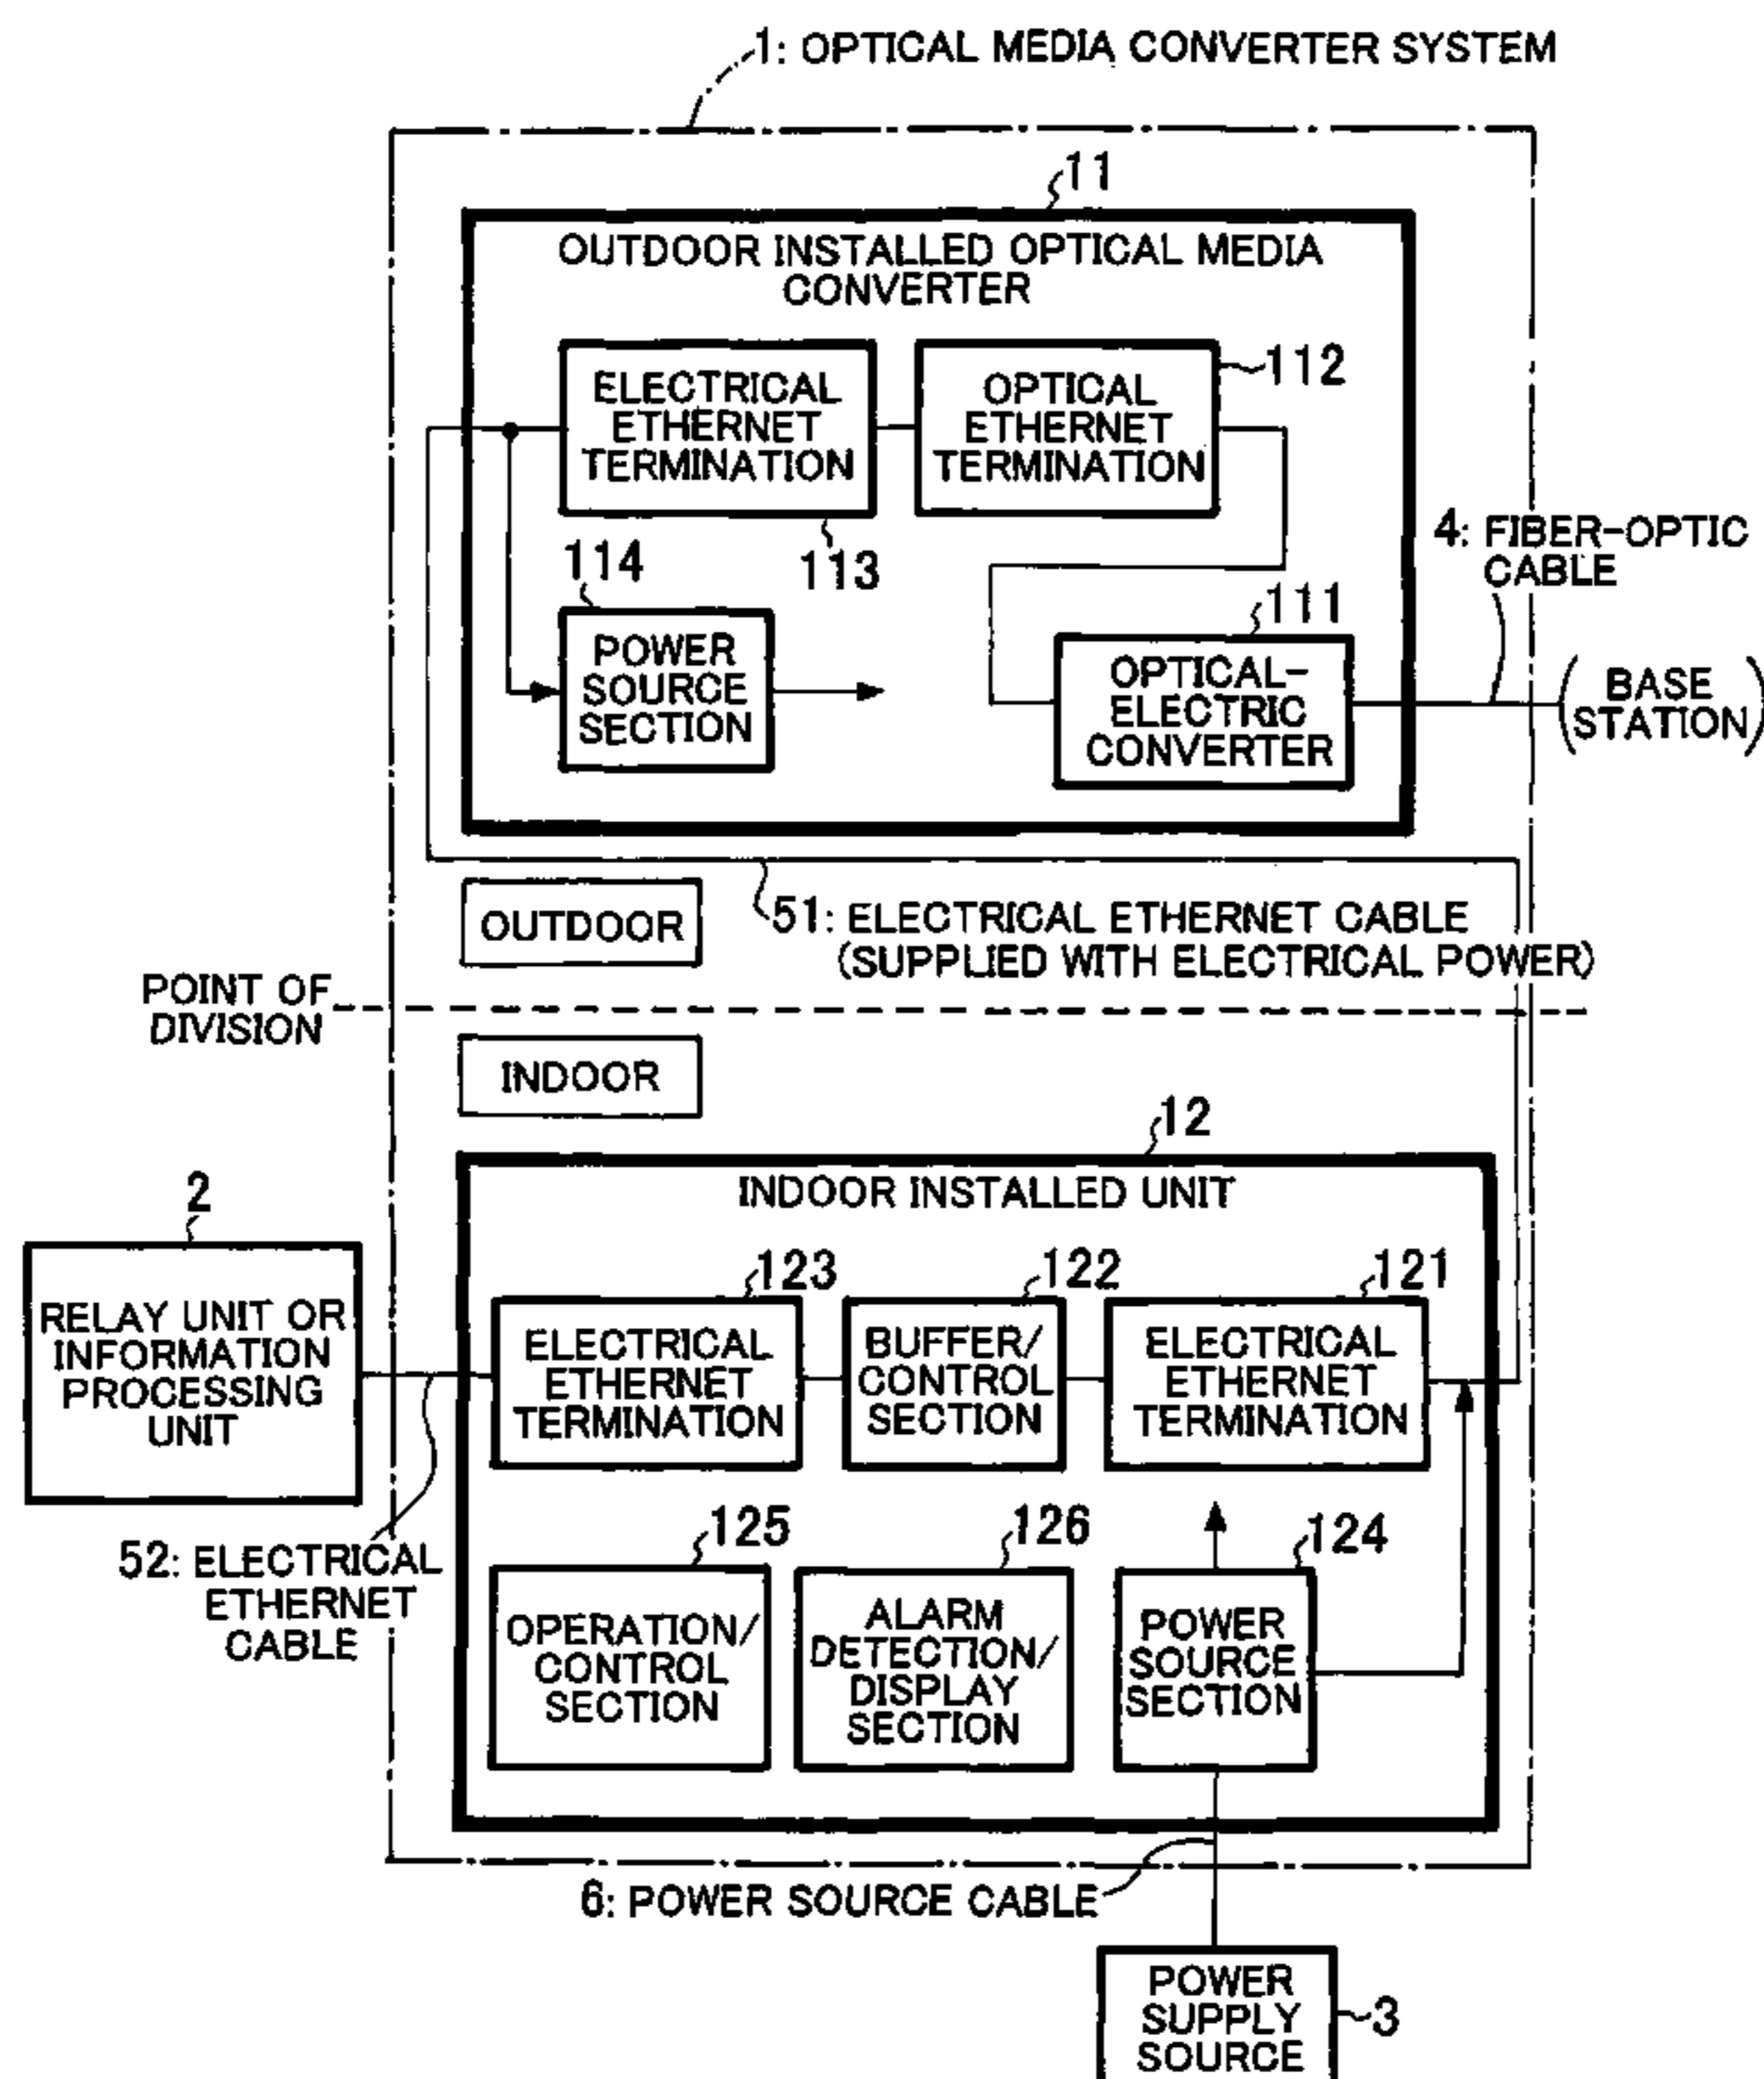 1: OPTICAL MEDIA CONVERTER SYSTEM
11
OUTDOOR INSTALLED OPTICAL MEDIA
CONVERTER
ELECTRICAL
ETHERNET
TERMINATION
113
OPTICAL
ETHERNET
TERMINATION
112
114
POWER
SOURCE
SECTION
111
OPTICAL-
ELECTRIC
CONVERTER
4: FIBER-OPTIC
CABLE
(BASE
STATION)
51: ELECTRICAL ETHERNET CABLE
(SUPPLIED WITH ELECTRICAL POWER)
OUTDOOR
POINT OF
DIVISION
INDOOR
12
INDOOR INSTALLED UNIT
2
RELAY UNIT OR
INFORMATION
PROCESSING
UNIT
123
ELECTRICAL
ETHERNET
TERMINATION
122
BUFFER/
CONTROL
SECTION
121
ELECTRICAL
ETHERNET
TERMINATION
52: ELECTRICAL
ETHERNET
CABLE
125
OPERATION/
CONTROL
SECTION
126
ALARM
DETECTION/
DISPLAY
SECTION
124
POWER
SOURCE
SECTION
6: POWER SOURCE CABLE
POWER
SUPPLY
SOURCE
3